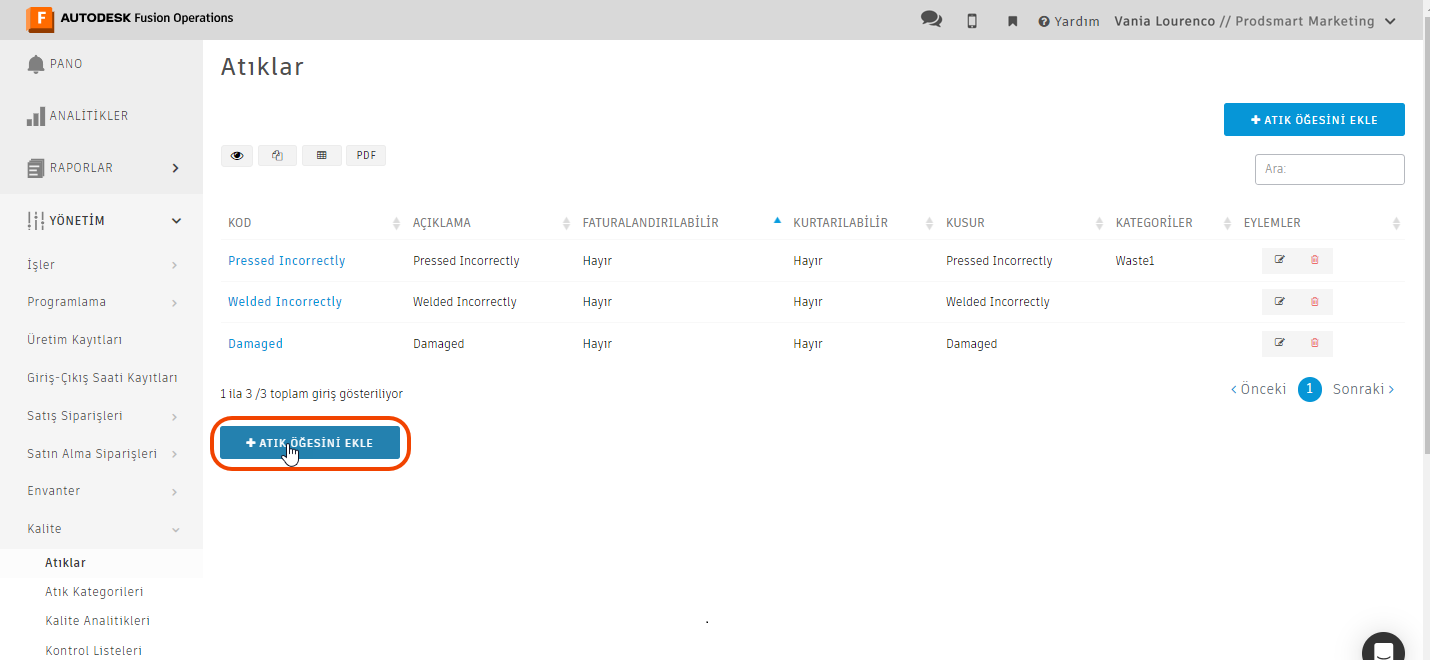 F AUTODESK Fusion Operations
Yardım Vania Lourenco // Prodsmart Marketing
PANO
ANALİTİKLER
RAPORLAR
YÖNETİM
İşler
Programlama
Üretim Kayıtları
Giriş-Çıkış Saati Kayıtları
Satış Siparişleri
Satın Alma Siparişleri
Envanter
Kalite
Atıklar
Atık Kategorileri
Kalite Analitikleri
Kontrol Listeleri
Atıklar
+ ATIK ÖĞESİNİ EKLE
PDF
Ara:
KOD AÇIKLAMA FATURALANDIRILABİLİR KURTARILABİLİR KUSUR KATEGORİLER EYLEMLER
Pressed Incorrectly Pressed Incorrectly Hayır Hayır Pressed Incorrectly Waste1
Welded Incorrectly Welded Incorrectly Hayır Hayır Welded Incorrectly
Damaged Damaged Hayır Hayır Damaged
1 ila 3 /3 toplam giriş gösteriliyor
‹ Önceki 1 Sonraki ›
+ ATIK ÖĞESİNİ EKLE